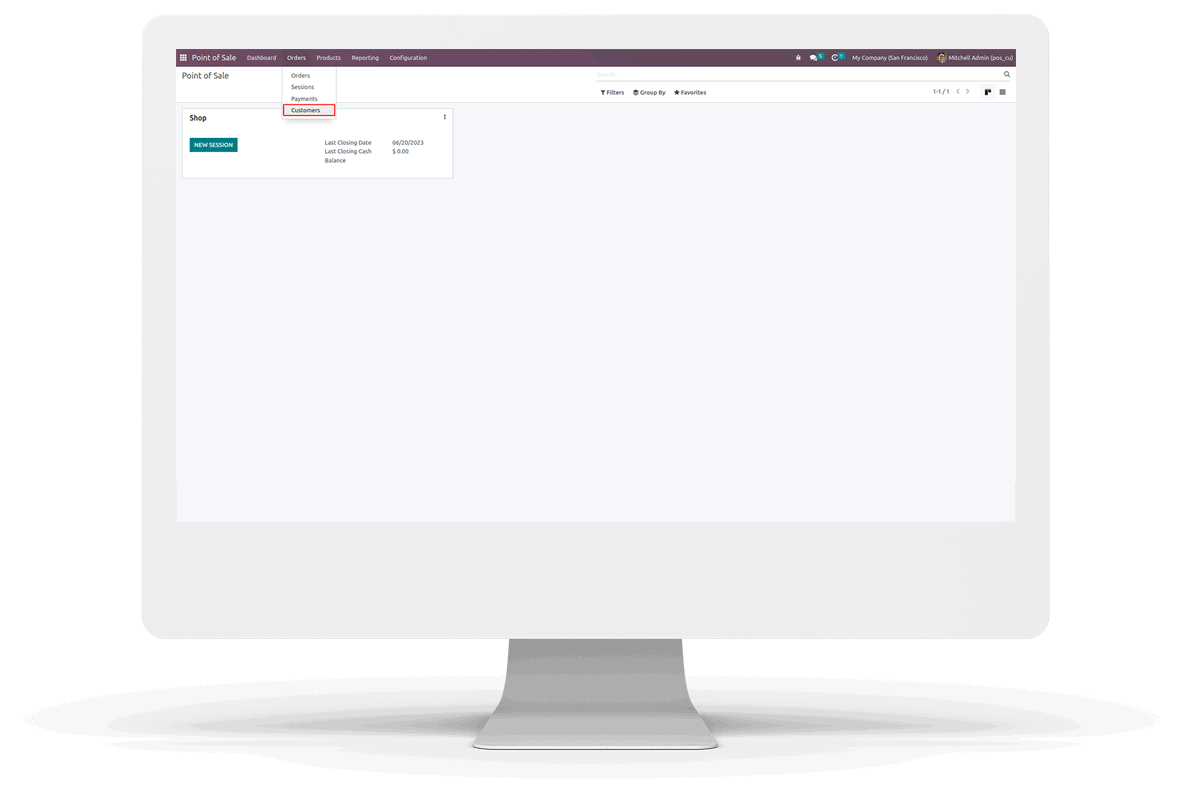 Point of Sale Dashboard Orders Products Reporting Configuration 5 1 My Company (San Francisco) Mitchell Admin (pos_cu)
Point of Sale
Search...
Filters Group By Favorites 1-1 / 1
Orders
Sessions
Payments
Customers
Shop
NEW SESSION
Last Closing Date 06/20/2023
Last Closing Cash $ 0.00
Balance